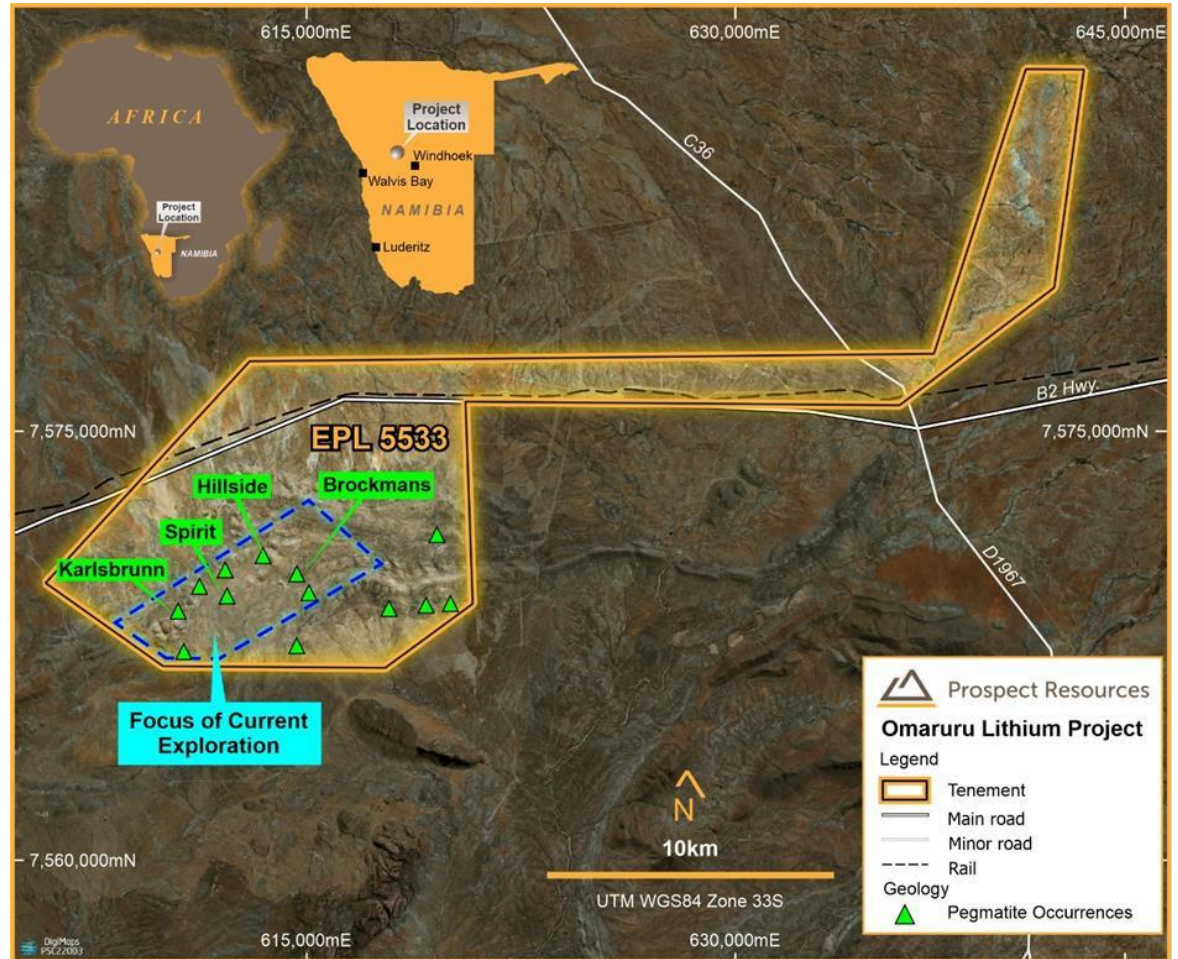 615,000mE
630,000mE
645,000mE
AFRICA
Project
Location
NAMIBIA
Project
Location
Windhoek
Walvis Bay
NAMIBIA
Luderitz
C36
B2 Hwy.
7,575,000mN
7,575,000mN
EPL 5533
Hillside
Brockmans
Spirit
Karlsbrunn
D1967
Focus of Current
Exploration
N
10km
UTM WGS84 Zone 33S
7,560,000mN
Prospect Resources
Omaruru Lithium Project
Legend
Tenement
Main road
Minor road
Rail
Geology
Pegmatite Occurrences
DigiMaps
PSC22003
615,000mE
630,000mE